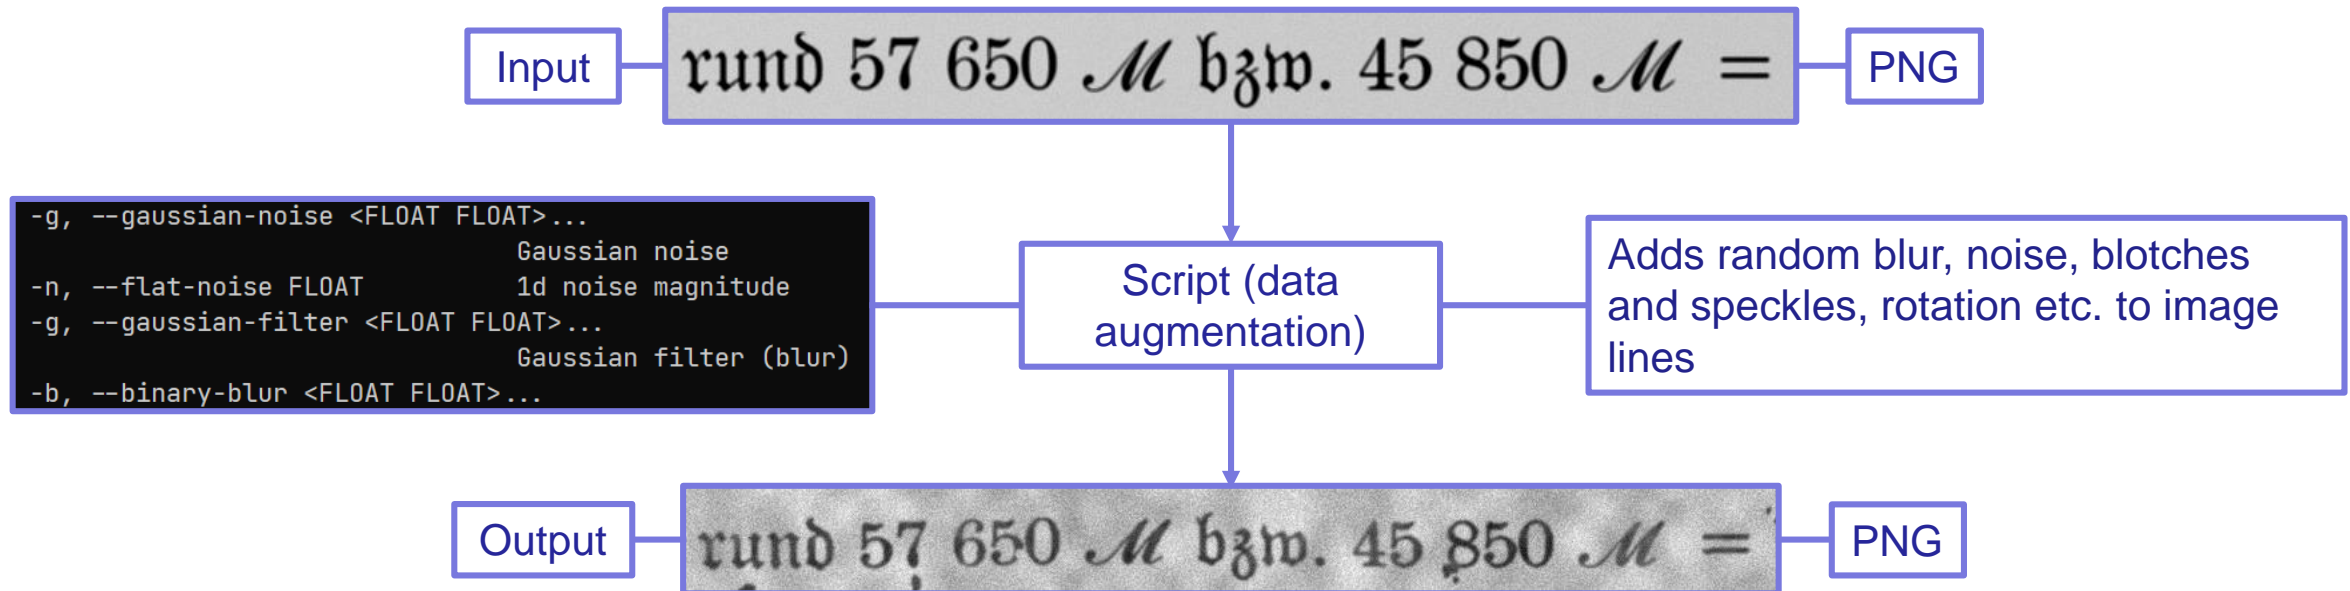 Input
rund 57 650 ℳ bzw. 45 850 ℳ =
PNG
-g, --gaussian-noise <FLOAT FLOAT>...
Gaussian noise
-n, --flat-noise FLOAT 1d noise magnitude
-g, --gaussian-filter <FLOAT FLOAT>...
Gaussian filter (blur)
-b, --binary-blur <FLOAT FLOAT>...
Script (data
augmentation)
Adds random blur, noise, blotches
and speckles, rotation etc. to image
lines
Output
rund 57 650 ℳ bzw. 45 850 ℳ =
PNG